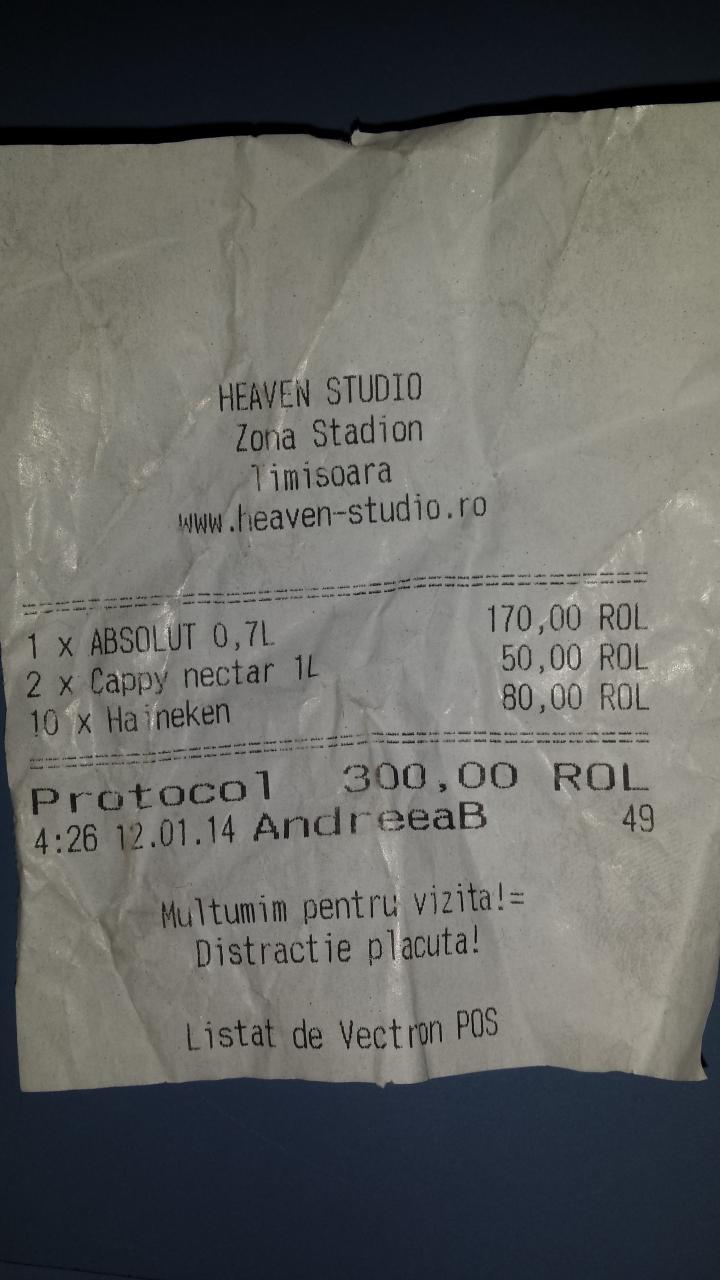 HEAVEN STUDIO
Zona Stadion
Timisoara
www.heaven-studio.ro
1 x ABSOLUT 0,7L 170,00 ROL
2 x Cappy nectar 1L 50,00 ROL
10 x Haineken 80,00 ROL
Protocol 300,00 ROL
4:26 12.01.14 AndreeaB 49
Multumim pentru vizita!=
Distractie placuta!
Listat de Vectron POS